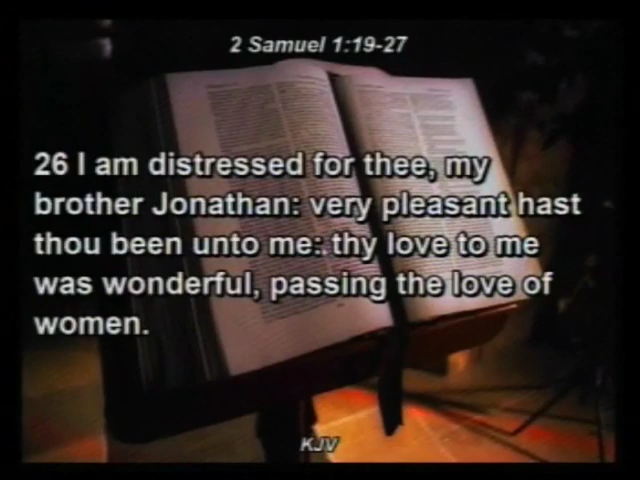 2 Samuel 1:19-27
26 I am distressed for thee, my
brother Jonathan: very pleasant hast
thou been unto me: thy love to me
was wonderful, passing the love of
women.
KJV